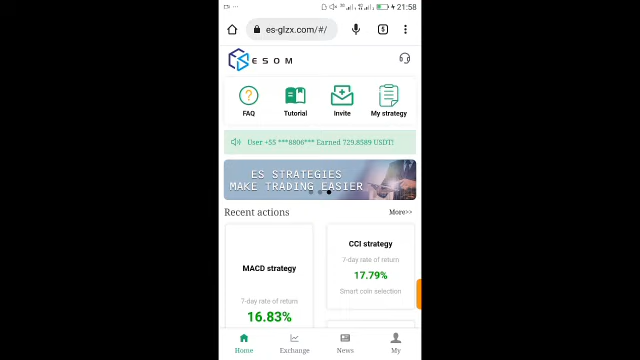 21:58
es-glzx.com/#/
5
ESOM
FAQ
Tutorial
Invite
My strategy
User +55 ***8806*** Earned 729.8589 USDT!
ES STRATEGIES
MAKE TRADING EASIER
Recent actions
More>>
MACD strategy
7-day rate of return
16.83%
CCI strategy
7-day rate of return
17.79%
Smart coin selection
Home
Exchange
News
My